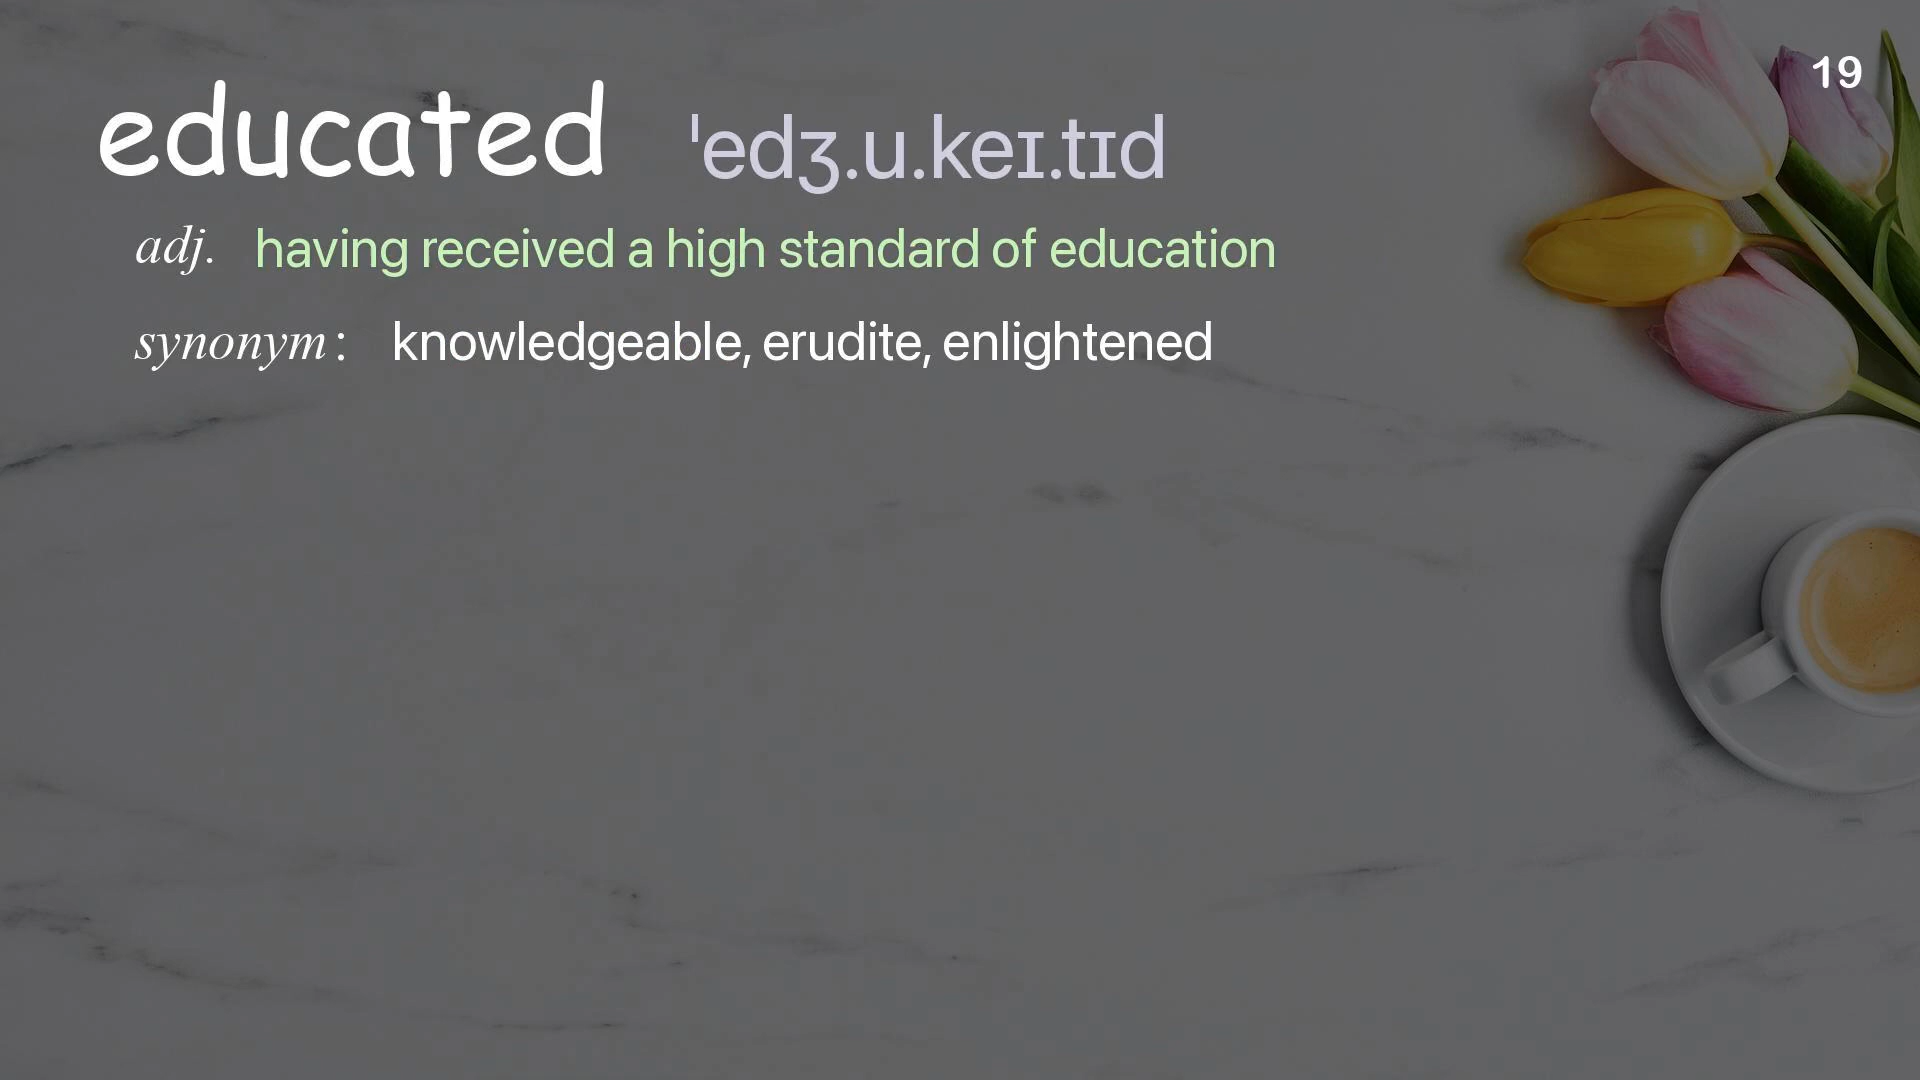 19
educated ˈedʒ.u.keɪ.tɪd
adj. having received a high standard of education
synonym: knowledgeable, erudite, enlightened